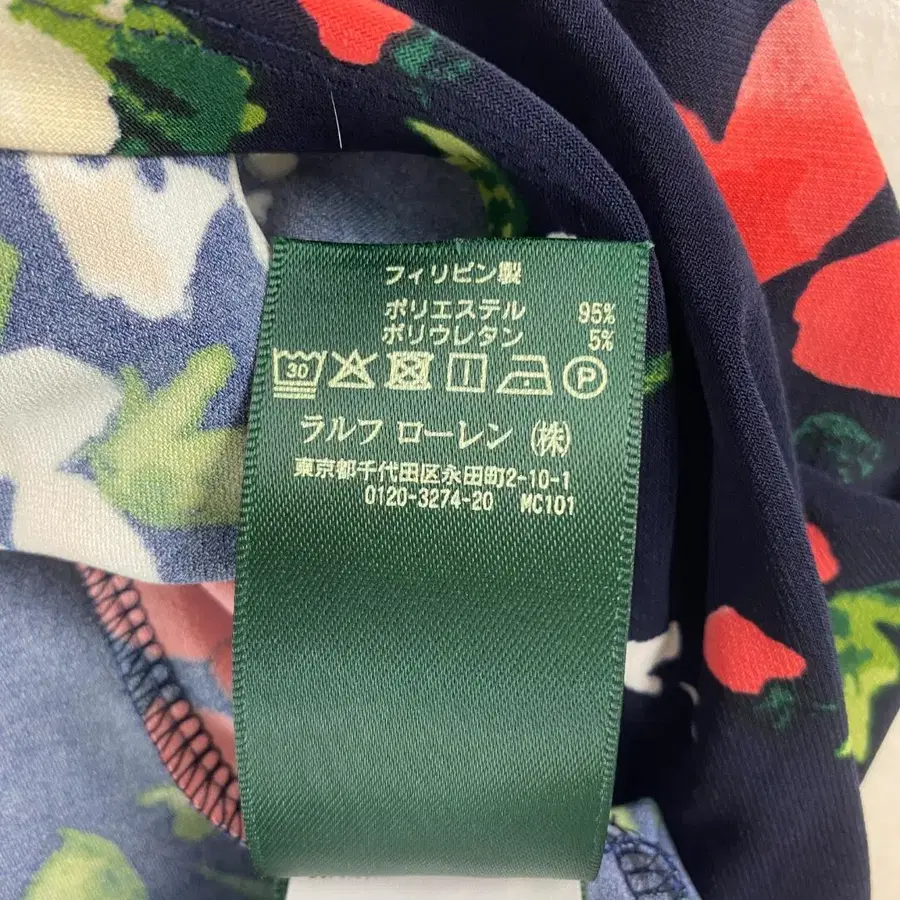 フィリピン製
ポリエステル 95%
ポリウレタン 5%
30 P
ラルフ ローレン (株)
東京都千代田区永田町2-10-1
0120-3274-20 MC101